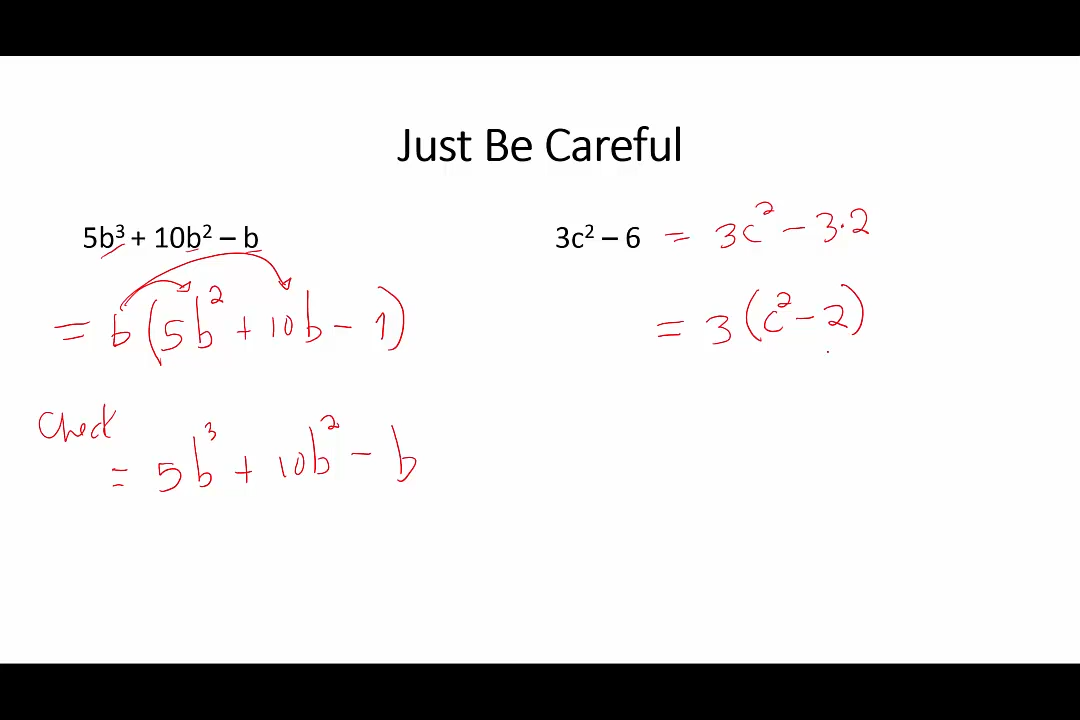 Just Be Careful
5b³ + 10b² – b
= b(5b² + 10b - 1)
Check
= 5b³ + 10b² - b
3c² – 6 = 3c² - 3·2
= 3(c² - 2)